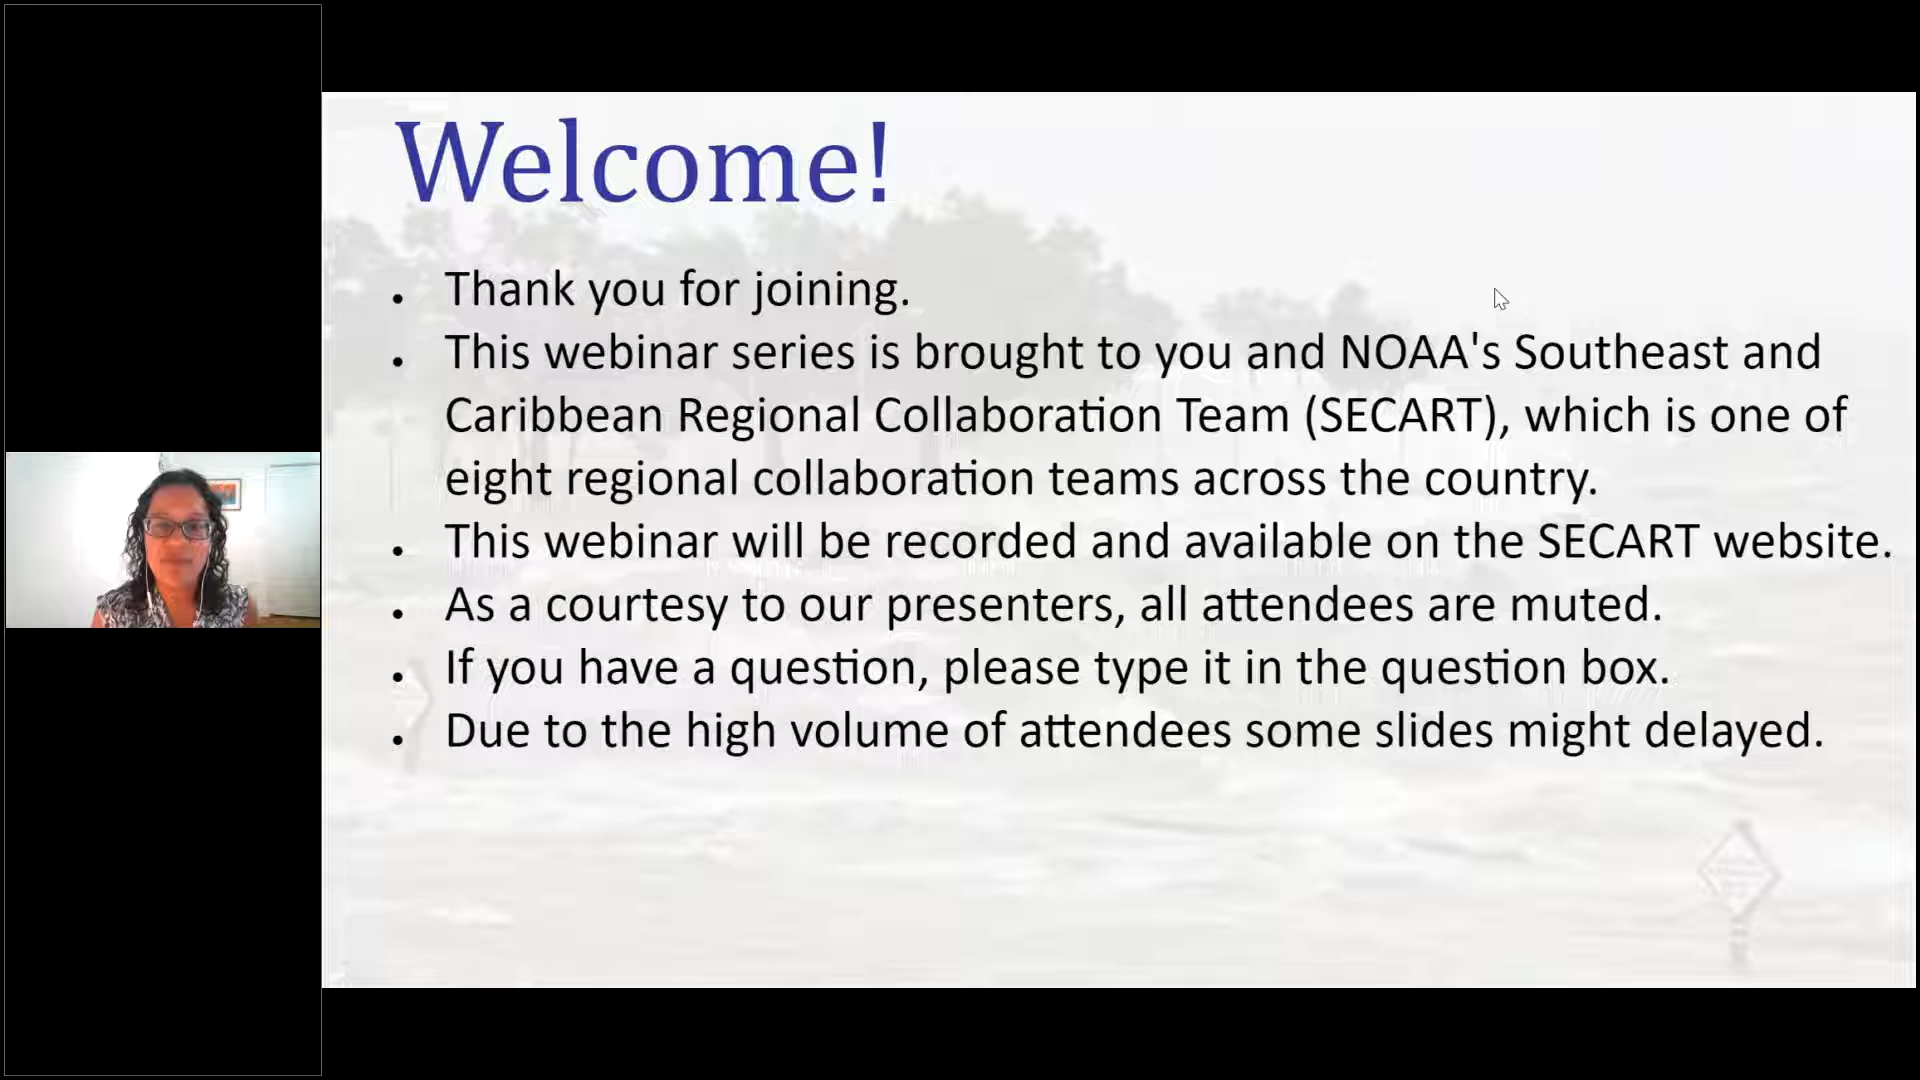 Welcome!
Thank you for joining.
This webinar series is brought to you and NOAA's Southeast and
Caribbean Regional Collaboration Team (SECART), which is one of
eight regional collaboration teams across the country.
This webinar will be recorded and available on the SECART website.
As a courtesy to our presenters, all attendees are muted.
If you have a question, please type it in the question box.
Due to the high volume of attendees some slides might delayed.